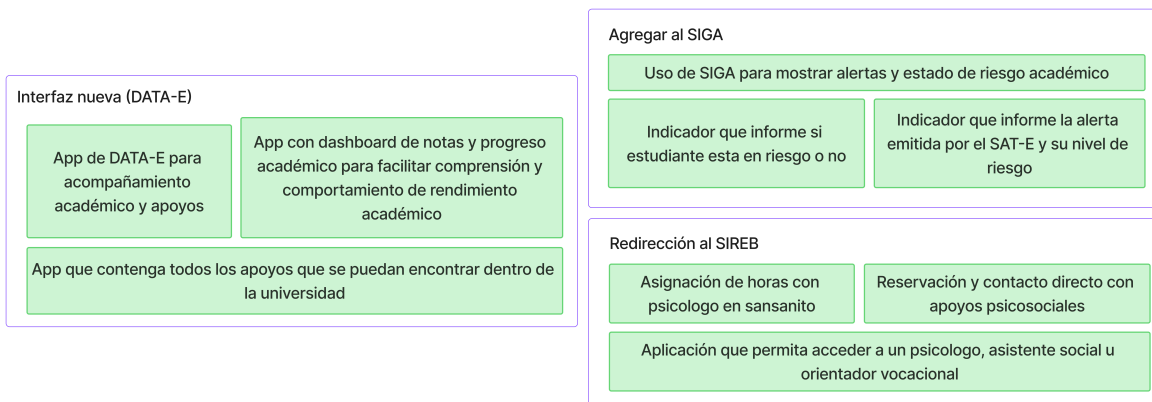 Interfaz nueva (DATA-E)
App de DATA-E para
acompañamiento
académico y apoyos
App con dashboard de notas y progreso
académico para facilitar comprensión y
comportamiento de rendimiento
académico
App que contenga todos los apoyos que se puedan encontrar dentro de
la universidad
Agregar al SIGA
Uso de SIGA para mostrar alertas y estado de riesgo académico
Indicador que informe si
estudiante esta en riesgo o no
Indicador que informe la alerta
emitida por el SAT-E y su nivel de
riesgo
Redirección al SIREB
Asignación de horas con
psicologo en sansanito
Reservación y contacto directo con
apoyos psicosociales
Aplicación que permita acceder a un psicologo, asistente social u
orientador vocacional